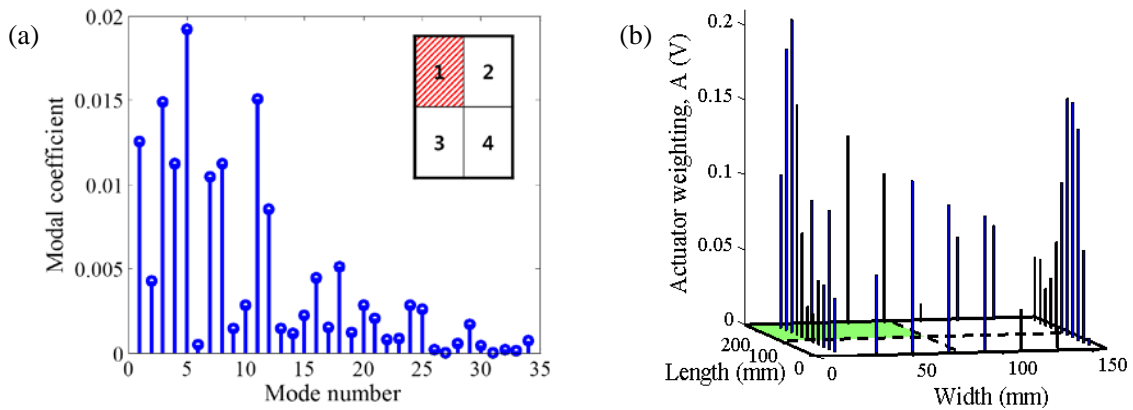 (a)
Modal coefficient
0.02
0.015
0.01
0.005
0
0 5 10 15 20 25 30 35
Mode number
1 2
3 4
(b)
Actuator weighting, A (V)
0.2
0.15
0.1
0.05
0
200
100
0
Length (mm)
0 50 100 150
Width (mm)